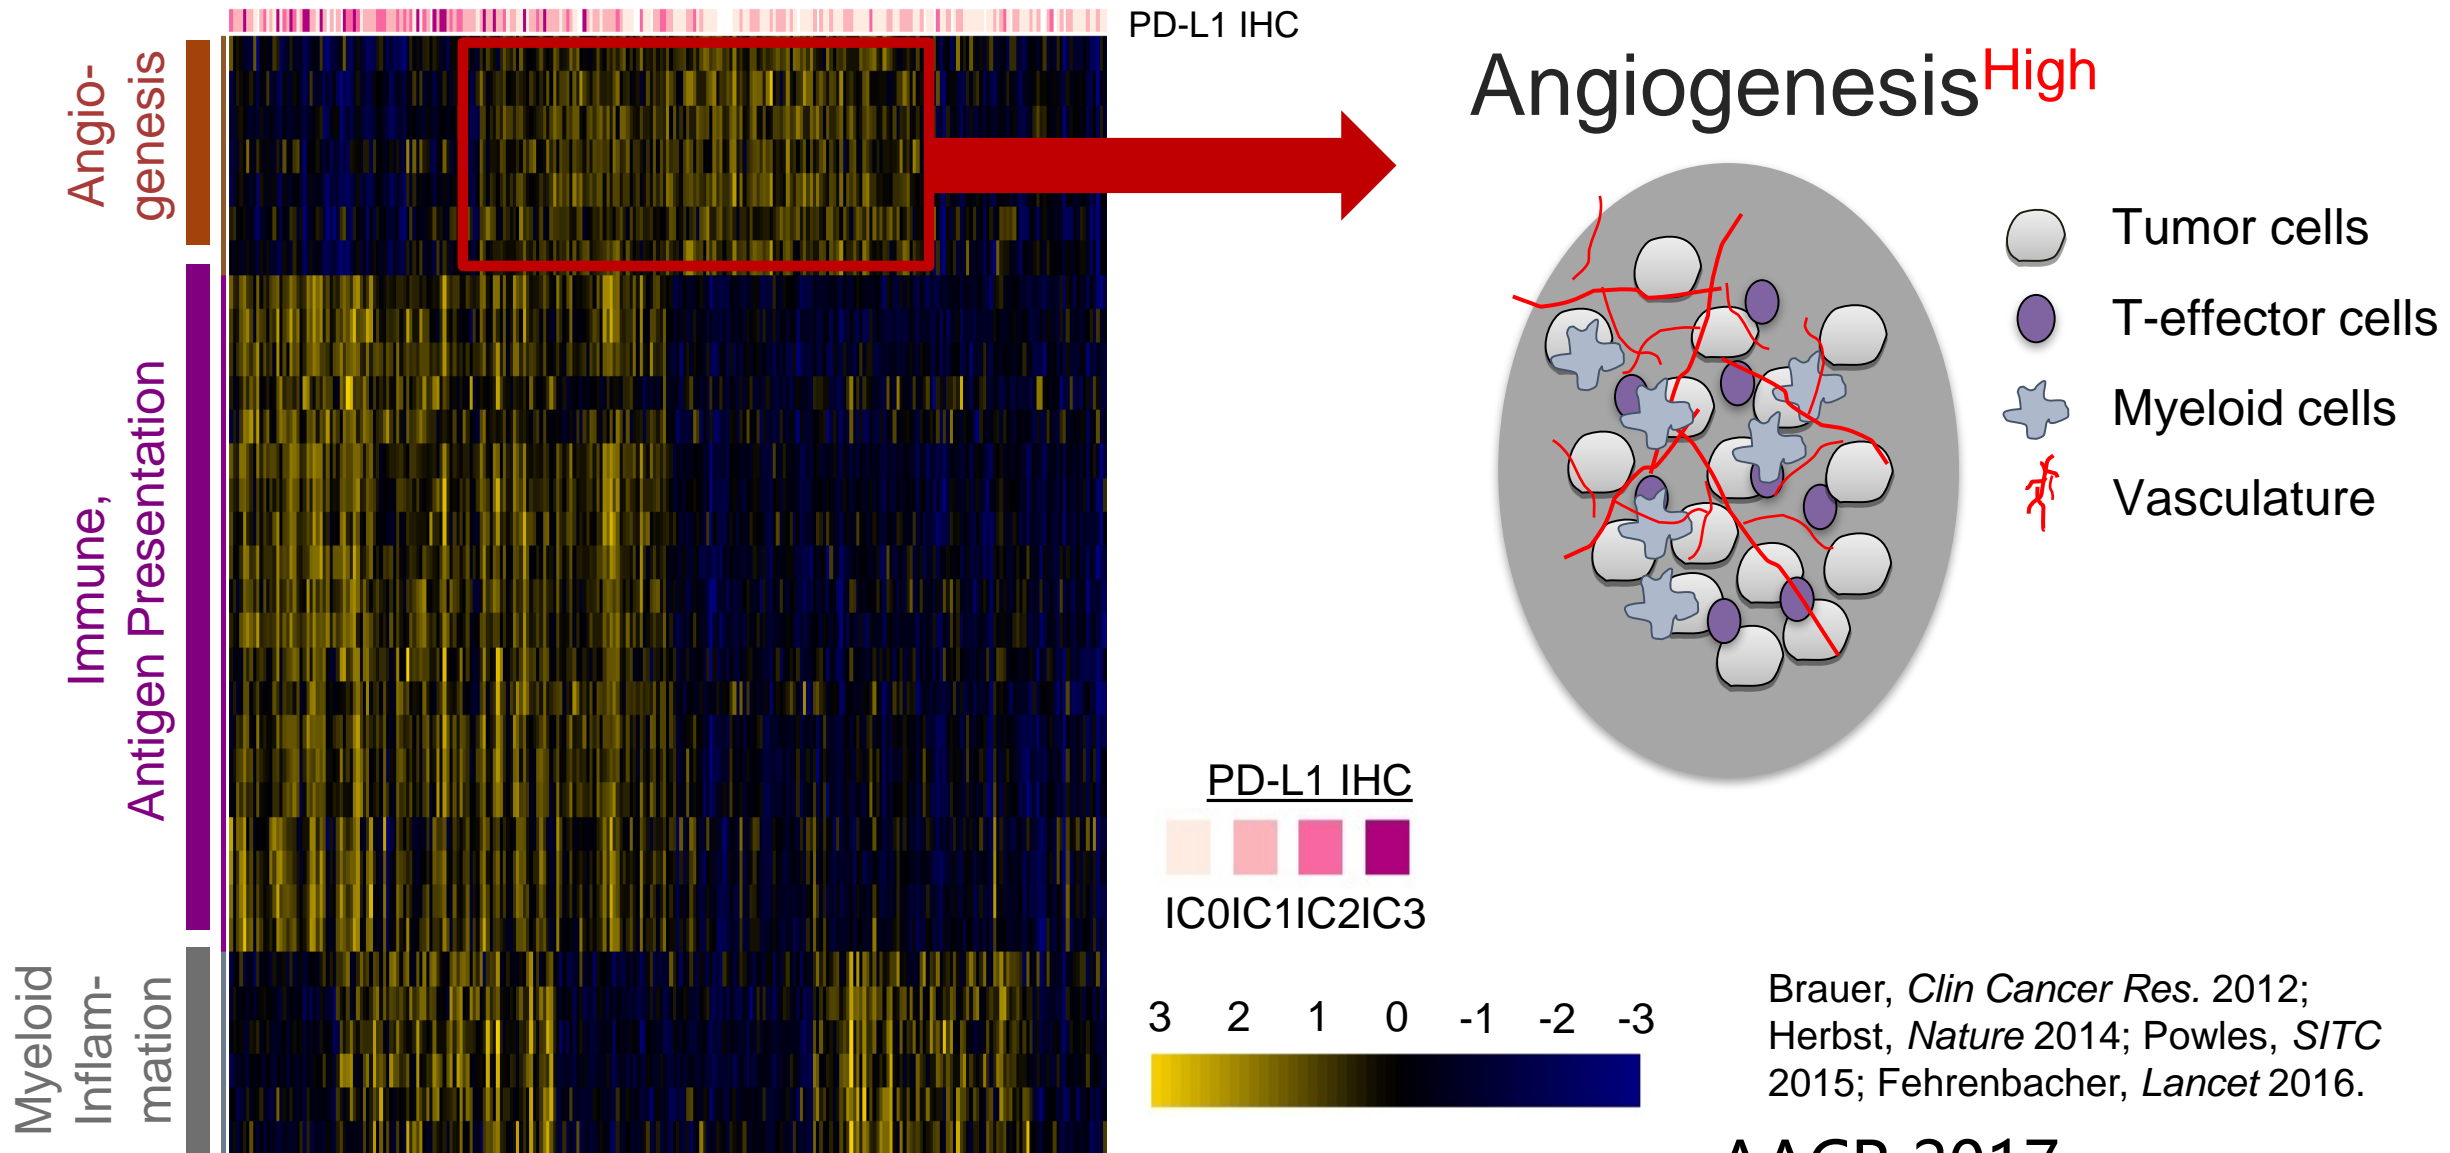 PD-L1 IHC
Angio-
genesis
Immune,
Antigen Presentation
Myeloid
Inflam-
mation
AngiogenesisHigh
Tumor cells
T-effector cells
Myeloid cells
Vasculature
PD-L1 IHC
IC0IC1IC2IC3
3 2 1 0 -1 -2 -3
Brauer, Clin Cancer Res. 2012;
Herbst, Nature 2014; Powles, SITC
2015; Fehrenbacher, Lancet 2016.
AACR 2017